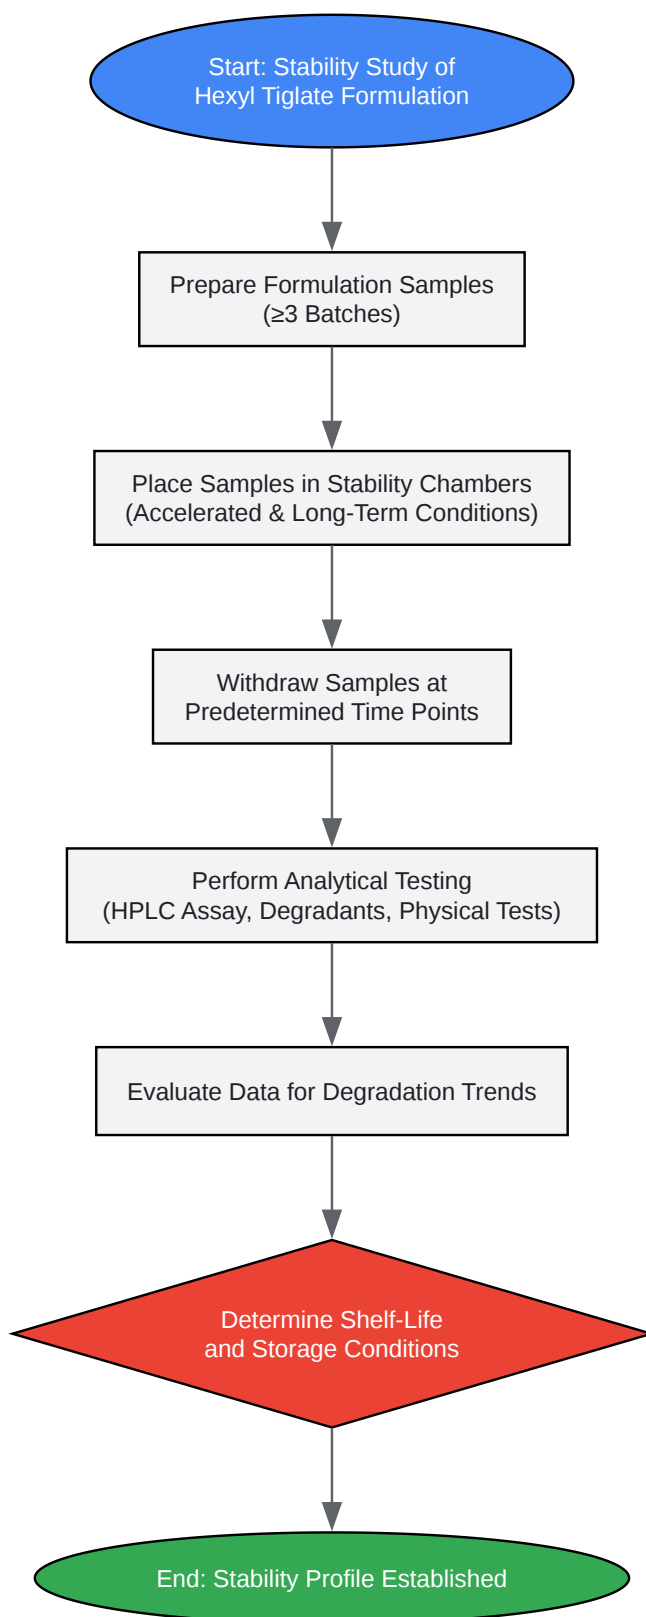 Start: Stability Study of
Hexyl Tiglate Formulation
Prepare Formulation Samples
(≥3 Batches)
Place Samples in Stability Chambers
(Accelerated & Long-Term Conditions)
Withdraw Samples at
Predetermined Time Points
Perform Analytical Testing
(HPLC Assay, Degradants, Physical Tests)
Evaluate Data for Degradation Trends
Determine Shelf-Life
and Storage Conditions
End: Stability Profile Established